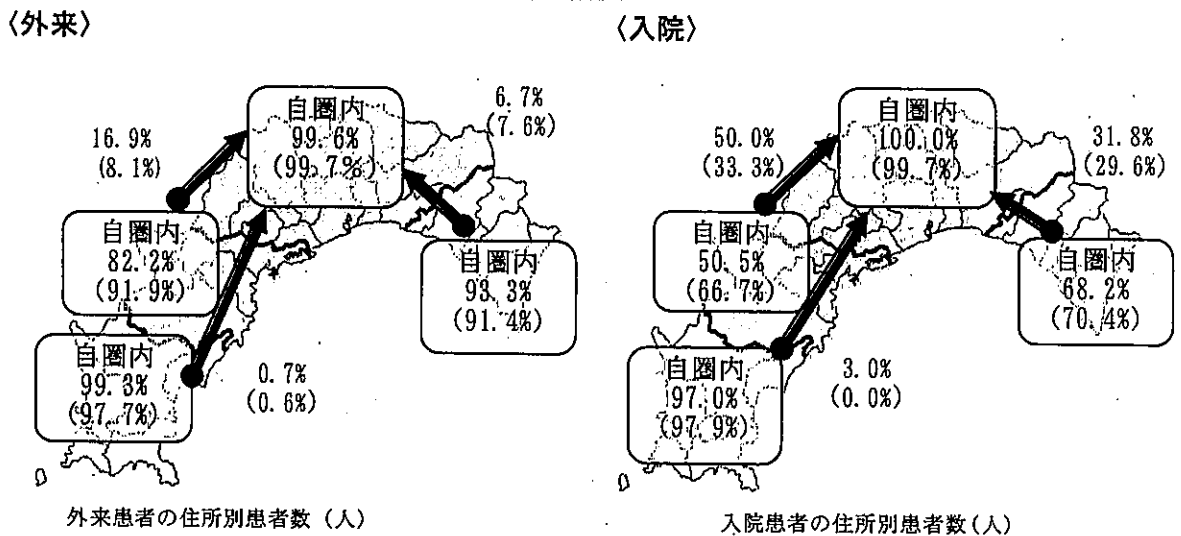 〈外来〉
自圏内
99.6%
(99.7%)
16.9%
(8.1%)
6.7%
(7.6%)
自圏内
82.2%
(91.9%)
自圏内
93.3%
(91.4%)
自圏内
99.3%
(97.7%)
0.7%
(0.6%)
外来患者の住所別患者数（人）
〈入院〉
自圏内
100.0%
(99.7%)
50.0%
(33.3%)
31.8%
(29.6%)
自圏内
50.5%
(66.7%)
自圏内
68.2%
(70.4%)
自圏内
97.0%
(97.9%)
3.0%
(0.0%)
入院患者の住所別患者数(人)